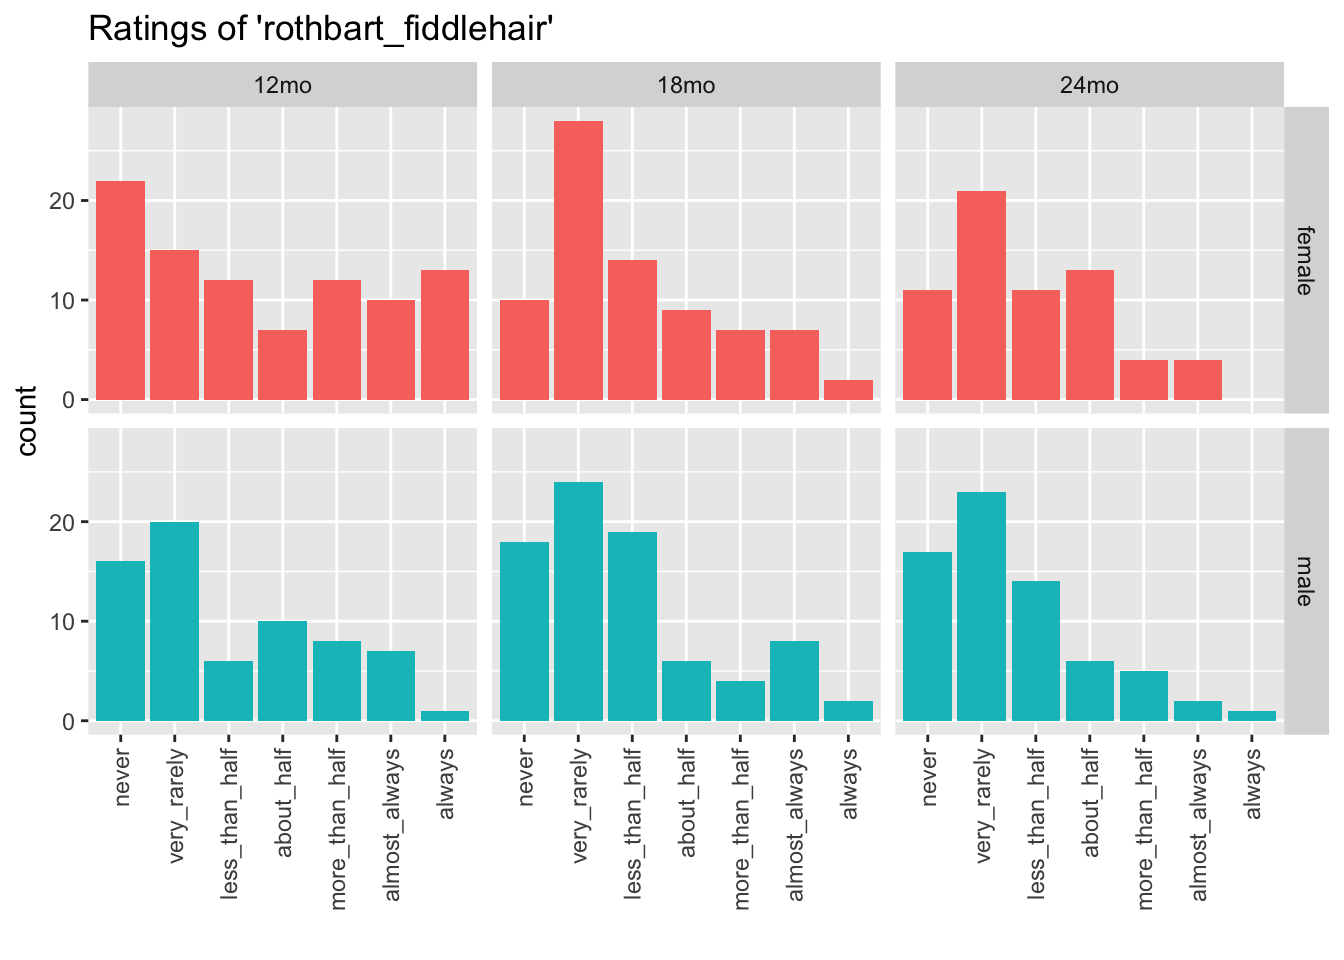 Ratings of 'rothbart_fiddlehair'
12mo 18mo 24mo
20
10
0
female
count
20
10
0
male
never very_rarely less_than_half about_half more_than_half almost_always always never very_rarely less_than_half about_half more_than_half almost_always always never very_rarely less_than_half about_half more_than_half almost_always always